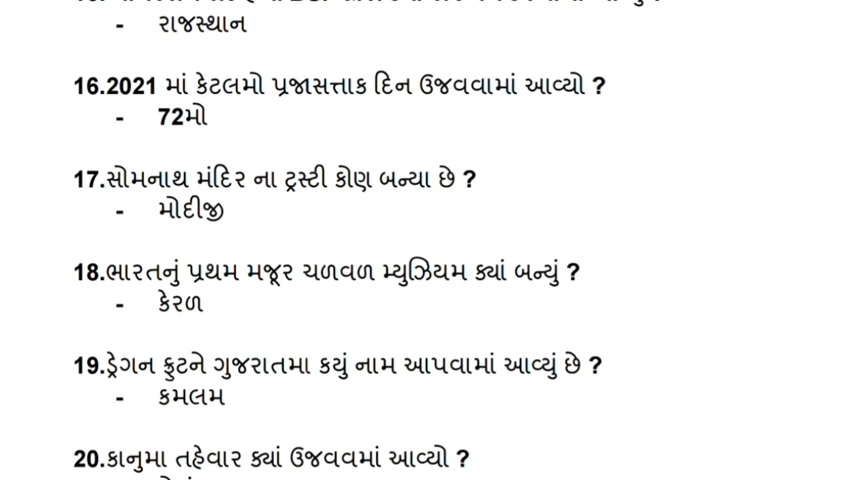 - રાજસ્થાન
16.2021 માં કેટલમો પ્રજાસત્તાક દિન ઉજવવામાં આવ્યો ?
- 72મો
17.સોમનાથ મંદિર ના ટ્રસ્ટી કોણ બન્યા છે ?
- મોદીજી
18.ભારતનું પ્રથમ મજૂર ચળવળ મ્યુઝિયમ ક્યાં બન્યું ?
- કેરળ
19.ડ્રેગન ફ્રુટને ગુજરાતમા કયું નામ આપવામાં આવ્યું છે ?
- કમલમ
20.કાનુમા તહેવાર ક્યાં ઉજવવમાં આવ્યો ?